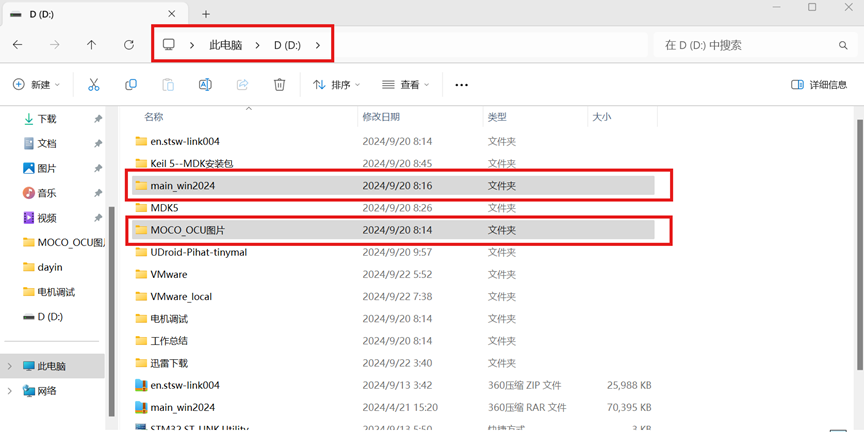 D (D:)
此电脑 D (D:)
在 D (D:) 中搜索
新建 排序 查看 详细信息
名称 修改日期 类型 大小
下载
文档
图片
音乐
视频
MOCO_OCU图片
dayin
电机调试
D (D:)
此电脑
网络
en.stsw-link004 2024/9/20 8:14 文件夹
Keil 5--MDK安装包 2024/9/20 8:45 文件夹
main_win2024 2024/9/20 8:16 文件夹
MDK5 2024/9/20 8:26 文件夹
MOCO_OCU图片 2024/9/20 8:14 文件夹
UDroid-Pihat-tinymal 2024/9/20 9:57 文件夹
VMware 2024/9/22 5:52 文件夹
VMware_local 2024/9/22 7:38 文件夹
电机调试 2024/9/20 8:14 文件夹
工作总结 2024/9/20 8:14 文件夹
迅雷下载 2024/9/22 3:40 文件夹
en.stsw-link004 2024/9/13 3:42 360压缩 ZIP 文件 25,988 KB
main_win2024 2024/4/21 15:20 360压缩 RAR 文件 70,395 KB
STM32 ST-LINK Utility 2024/9/13 5:50 快捷方式 3 KB